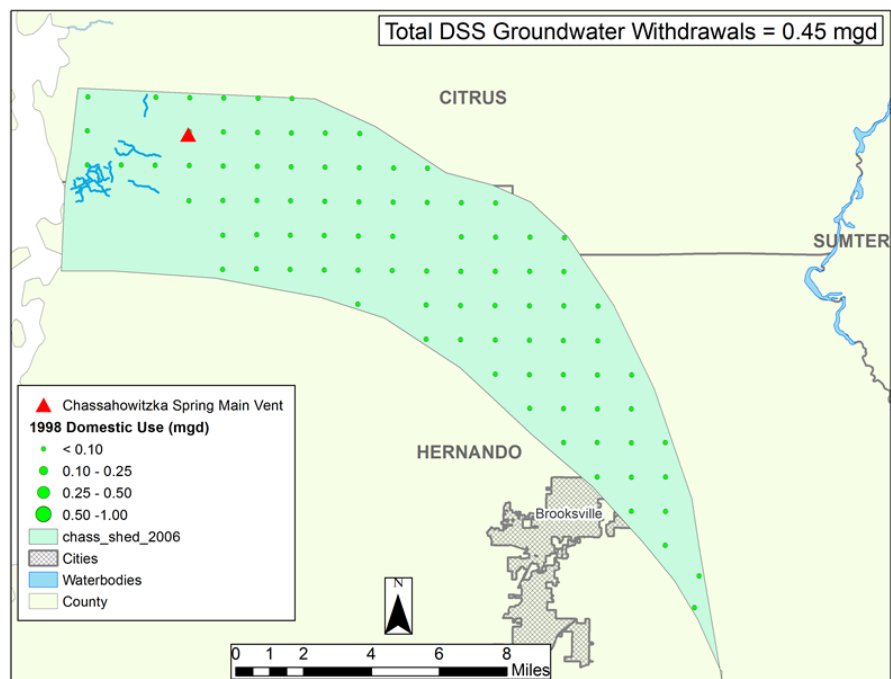 Total DSS Groundwater Withdrawals = 0.45 mgd
CITRUS
SUMTER
HERNANDO
Brooksville
Chassahowitzka Spring Main Vent
1998 Domestic Use (mgd)
< 0.10
0.10 - 0.25
0.25 - 0.50
0.50 -1.00
chass_shed_2006
Cities
Waterbodies
County
N
0 1 2 4 6 8
Miles